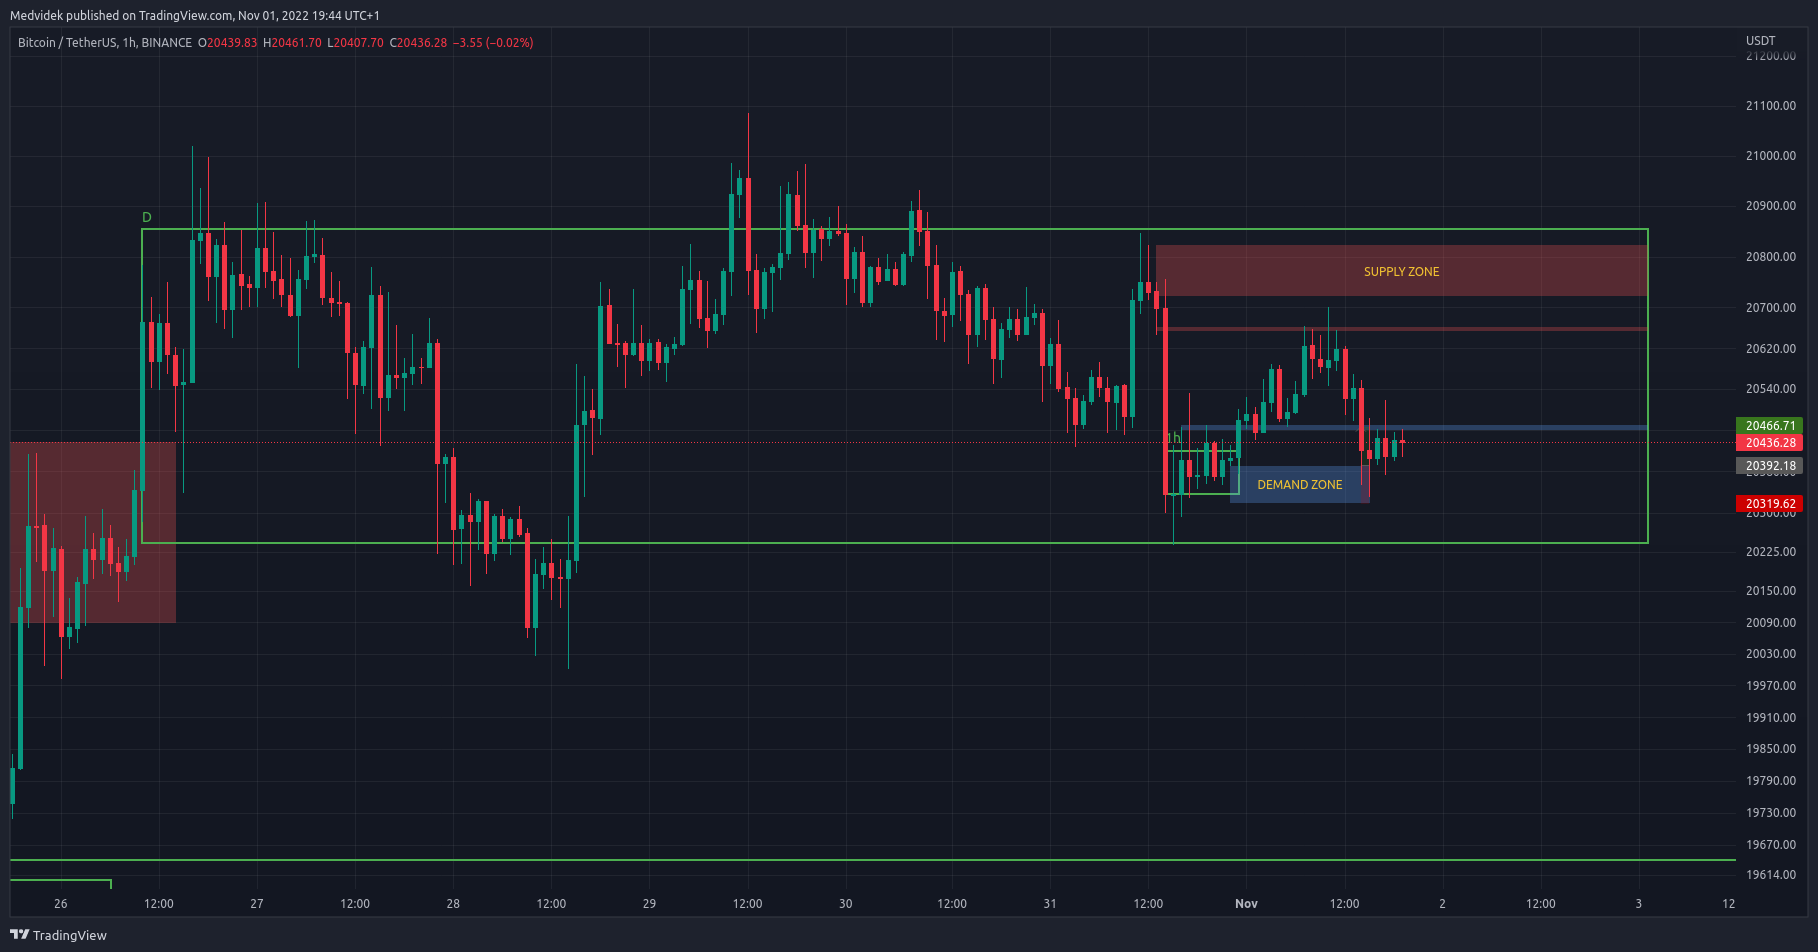 Medvidek published on TradingView.com, Nov 01, 2022 19:44 UTC+1
Bitcoin / TetherUS, 1h, BINANCE O20439.83 H20461.70 L20407.70 C20436.28 −3.55 (−0.02%)
USDT
21200.00
21100.00
21000.00
20900.00
20800.00
20700.00
20620.00
20540.00
20466.71
20436.28
20392.18
20319.62
20300.00
20225.00
20150.00
20090.00
20030.00
19970.00
19910.00
19850.00
19790.00
19730.00
19670.00
19614.00
D
SUPPLY ZONE
1h
DEMAND ZONE
26 12:00 27 12:00 28 12:00 29 12:00 30 12:00 31 12:00 Nov 12:00 2 12:00 3 12
TradingView